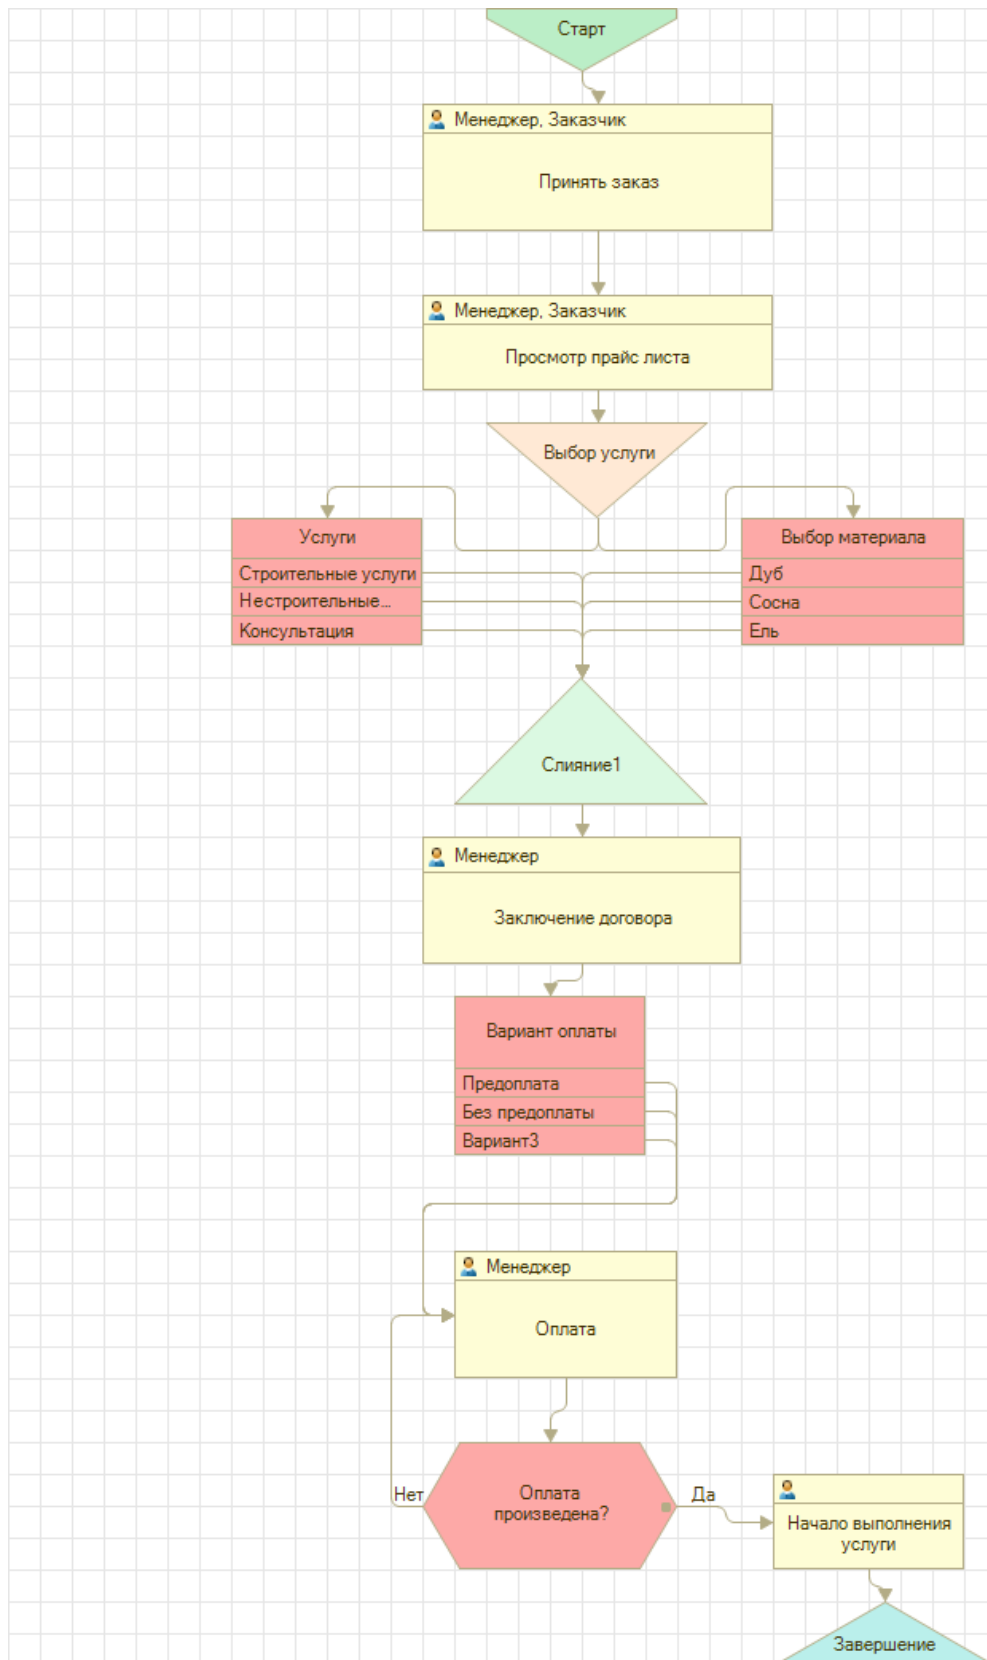 Старт
Менеджер, Заказчик
Принять заказ
Менеджер, Заказчик
Просмотр прайс листа
Выбор услуги
Услуги
Строительные услуги
Нестроительные...
Консультация
Выбор материала
Дуб
Сосна
Ель
Слияние1
Менеджер
Заключение договора
Вариант оплаты
Предоплата
Без предоплаты
Вариант3
Менеджер
Оплата
Нет
Оплата
произведена?
Да
Начало выполнения
услуги
Завершение